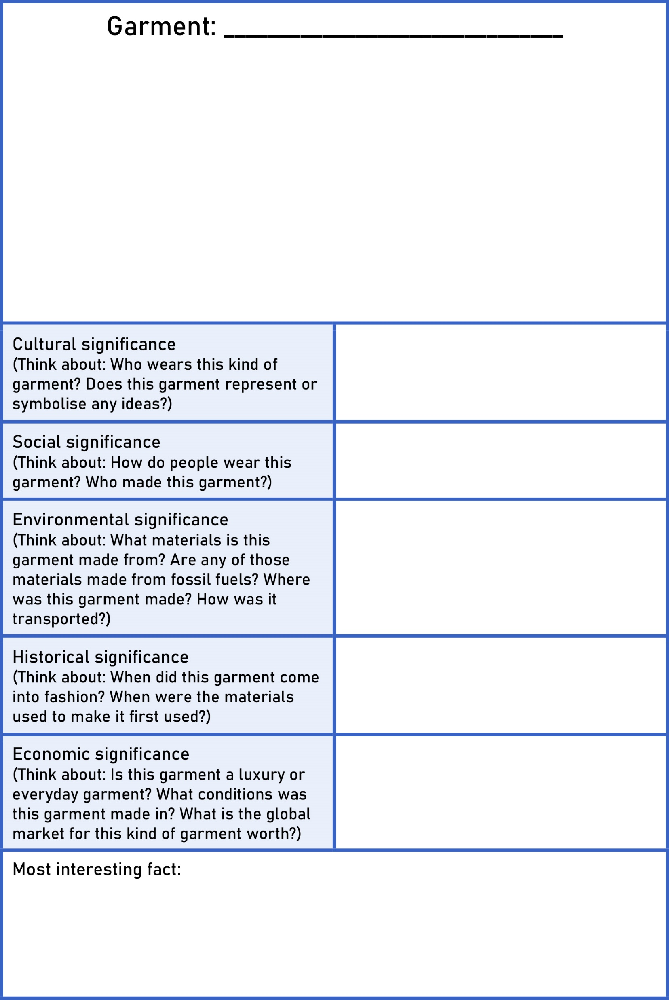 Garment: _______________________________
Cultural significance
(Think about: Who wears this kind of
garment? Does this garment represent or
symbolise any ideas?)
Social significance
(Think about: How do people wear this
garment? Who made this garment?)
Environmental significance
(Think about: What materials is this
garment made from? Are any of those
materials made from fossil fuels? Where
was this garment made? How was it
transported?)
Historical significance
(Think about: When did this garment come
into fashion? When were the materials
used to make it first used?)
Economic significance
(Think about: Is this garment a luxury or
everyday garment? What conditions was
this garment made in? What is the global
market for this kind of garment worth?)
Most interesting fact: